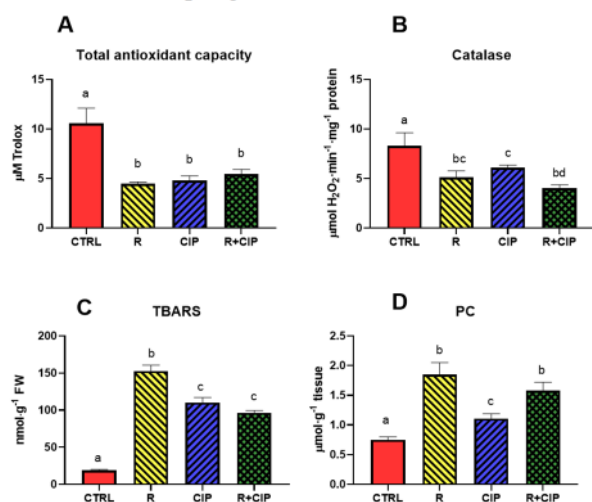 A
Total antioxidant capacity
µM Trolox
15
10
5
0
a
b
b
b
CTRL R CIP R+CIP
B
Catalase
µmol H₂O₂·min⁻¹·mg⁻¹ protein
15
10
5
0
a
bc
c
bd
CTRL R CIP R+CIP
C
TBARS
nmol·g⁻¹ FW
200
150
100
50
0
a
b
c
c
CTRL R CIP R+CIP
D
PC
µmol·g⁻¹ tissue
2.5
2.0
1.5
1.0
0.5
0.0
a
b
c
b
CTRL R CIP R+CIP